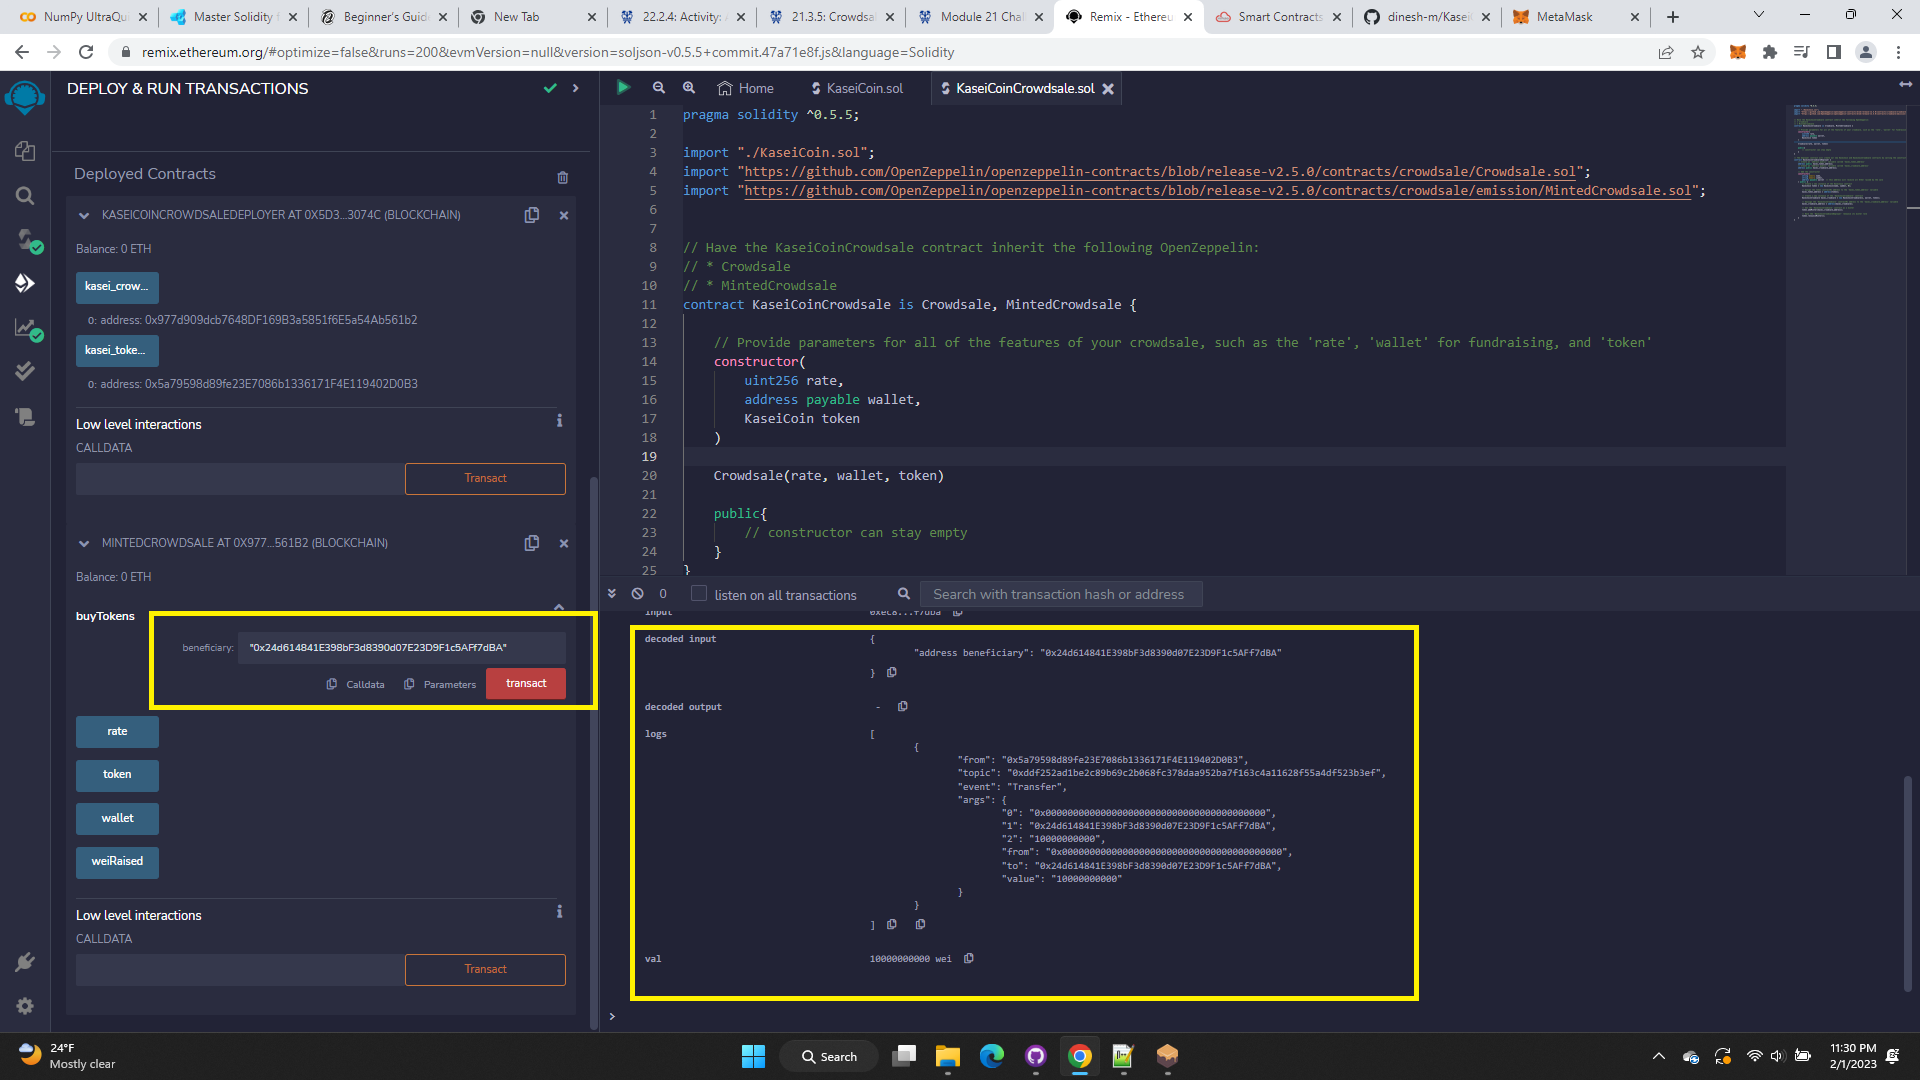 NumPy UltraQu
Master Solidity f
Beginner's Guid
New Tab
22.2.4: Activity: A
21.3.5: Crowdsa
Module 21 Chal
Remix - Ethereu
Smart Contracts
dinesh-m/Kasei
MetaMask
remix.ethereum.org/#optimize=false&runs=200&evmVersion=null&version=soljson-v0.5.5+commit.47a71e8f.js&language=Solidity
DEPLOY & RUN TRANSACTIONS
Deployed Contracts
KASEICOINCROWDSALEDEPLOYER AT 0X5D3...3074C (BLOCKCHAIN)
Balance: 0 ETH
kasei_crow...
0: address: 0x977d909dcb7648DF169B3a5851f6E5a54Ab561b2
kasei_toke...
0: address: 0x5a79598d89fe23E7086b1336171F4E119402D0B3
Low level interactions
CALLDATA
Transact
MINTEDCROWDSALE AT 0X977...561B2 (BLOCKCHAIN)
Balance: 0 ETH
buyTokens
beneficiary: "0x24d614841E398bF3d8390d07E23D9F1c5AFf7dBA"
Calldata
Parameters
transact
rate
token
wallet
weiRaised
Low level interactions
CALLDATA
Transact
Home
KaseiCoin.sol
KaseiCoinCrowdsale.sol
1 pragma solidity ^0.5.5;
2
3 import "./KaseiCoin.sol";
4 import "https://github.com/OpenZeppelin/openzeppelin-contracts/blob/release-v2.5.0/contracts/crowdsale/Crowdsale.sol";
5 import "https://github.com/OpenZeppelin/openzeppelin-contracts/blob/release-v2.5.0/contracts/crowdsale/emission/MintedCrowdsale.sol";
6
7
8 // Have the KaseiCoinCrowdsale contract inherit the following OpenZeppelin:
9 // * Crowdsale
10 // * MintedCrowdsale
11 contract KaseiCoinCrowdsale is Crowdsale, MintedCrowdsale {
12
13 // Provide parameters for all of the features of your crowdsale, such as the 'rate', 'wallet' for fundraising, and 'token'
14 constructor(
15 uint256 rate,
16 address payable wallet,
17 KaseiCoin token
18 )
19
20 Crowdsale(rate, wallet, token)
21
22 public{
23 // constructor can stay empty
24 }
25 }
0
listen on all transactions
Search with transaction hash or address
input 0xec8...f7dba
decoded input {
"address beneficiary": "0x24d614841E398bF3d8390d07E23D9F1c5AFf7dBA"
}
decoded output -
logs [
{
"from": "0x5a79598d89fe23E7086b1336171F4E119402D0B3",
"topic": "0xddf252ad1be2c89b69c2b068fc378daa952ba7f163c4a11628f55a4df523b3ef",
"event": "Transfer",
"args": {
"0": "0x0000000000000000000000000000000000000000",
"1": "0x24d614841E398bF3d8390d07E23D9F1c5AFf7dBA",
"2": "10000000000",
"from": "0x0000000000000000000000000000000000000000",
"to": "0x24d614841E398bF3d8390d07E23D9F1c5AFf7dBA",
"value": "10000000000"
}
}
]
val 10000000000 wei
>
24°F
Mostly clear
Search
11:30 PM
2/1/2023